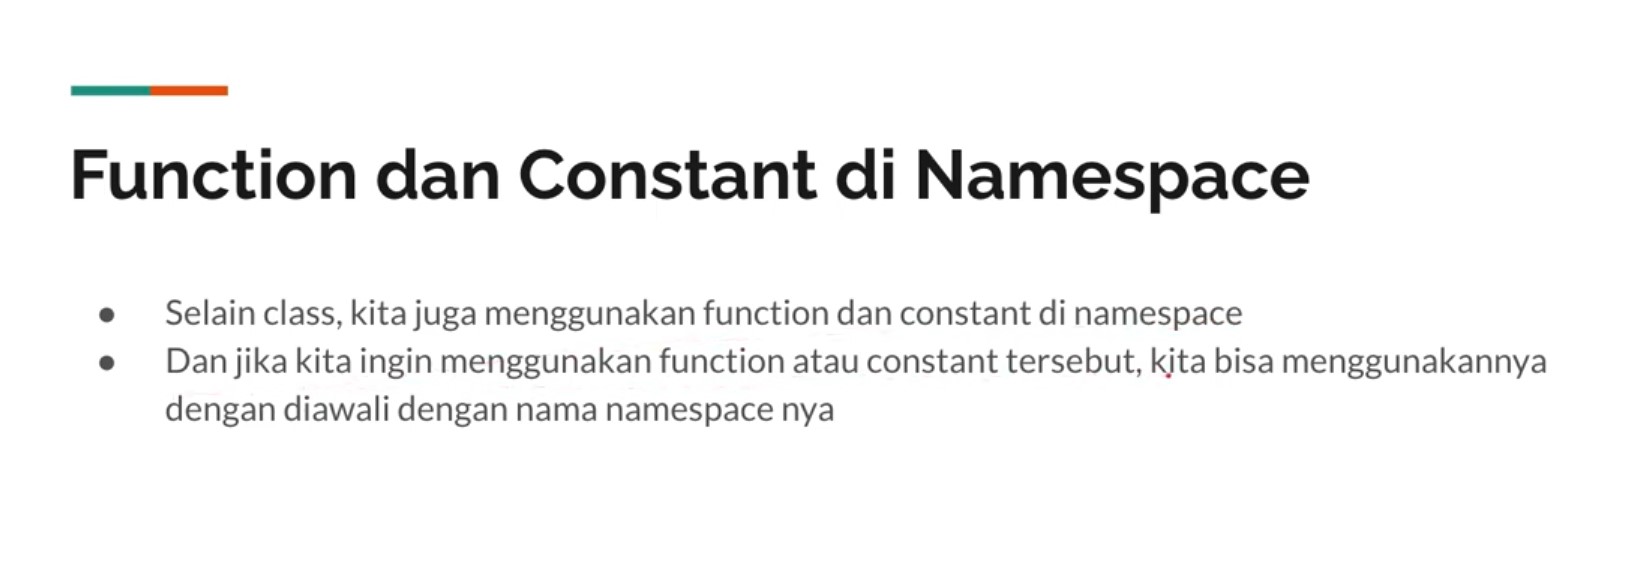 Function dan Constant di Namespace
● Selain class, kita juga menggunakan function dan constant di namespace
● Dan jika kita ingin menggunakan function atau constant tersebut, kita bisa menggunakannya
dengan diawali dengan nama namespace nya